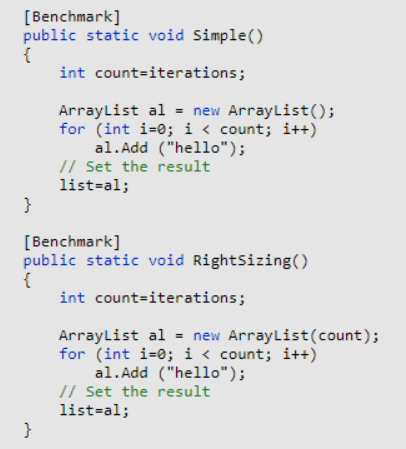 [Benchmark]
public static void Simple()
{
    int count=iterations;

    ArrayList al = new ArrayList();
    for (int i=0; i < count; i++)
        al.Add ("hello");
    // Set the result
    list=al;
}

[Benchmark]
public static void RightSizing()
{
    int count=iterations;

    ArrayList al = new ArrayList(count);
    for (int i=0; i < count; i++)
        al.Add ("hello");
    // Set the result
    list=al;
}